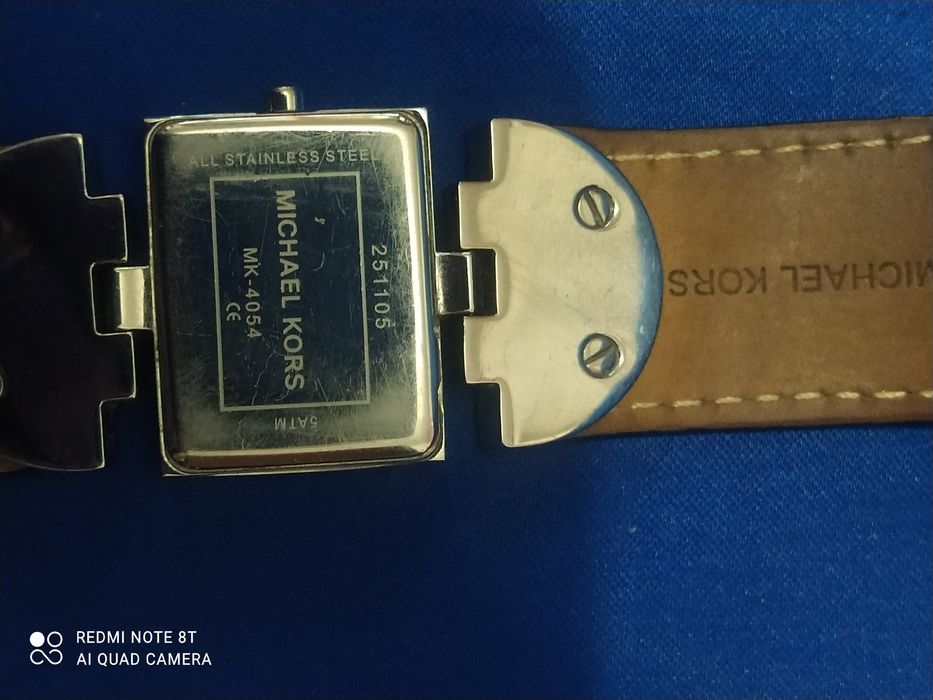 ALL STAINLESS STEEL
251105
MICHAEL KORS
MK-4054
CE
5ATM
MICHAEL KORS
REDMI NOTE 8T
AI QUAD CAMERA